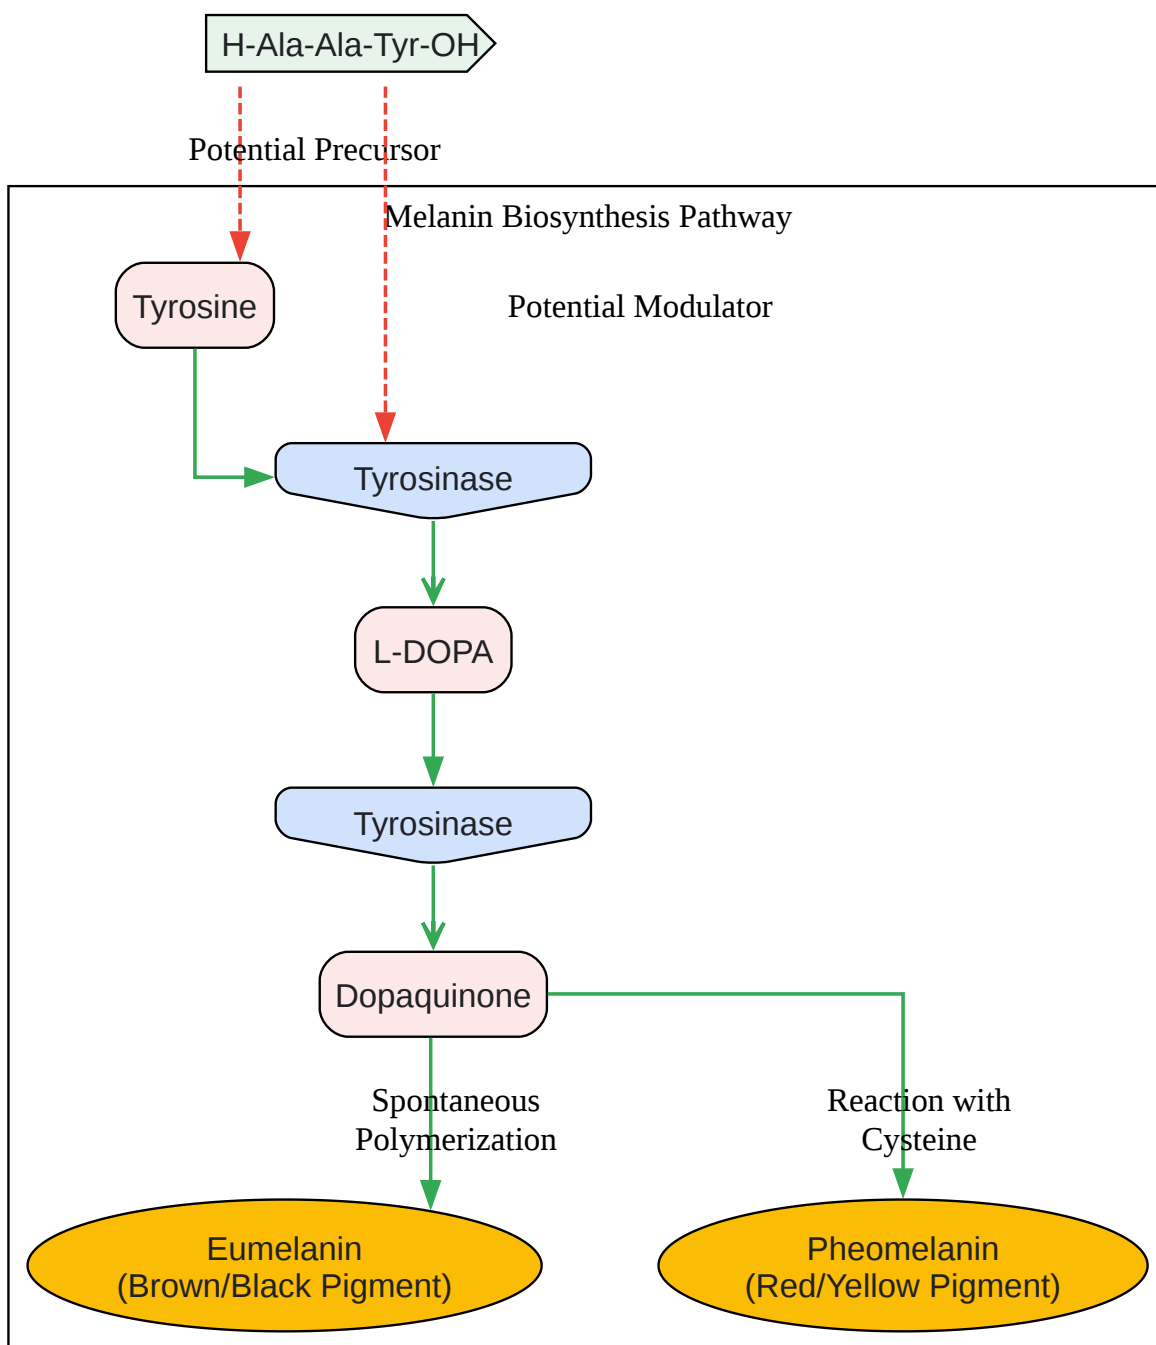 H-Ala-Ala-Tyr-OH
Potential Precursor
Melanin Biosynthesis Pathway
Tyrosine
Potential Modulator
Tyrosinase
L-DOPA
Tyrosinase
Dopaquinone
Spontaneous
Polymerization
Reaction with
Cysteine
Eumelanin
(Brown/Black Pigment)
Pheomelanin
(Red/Yellow Pigment)